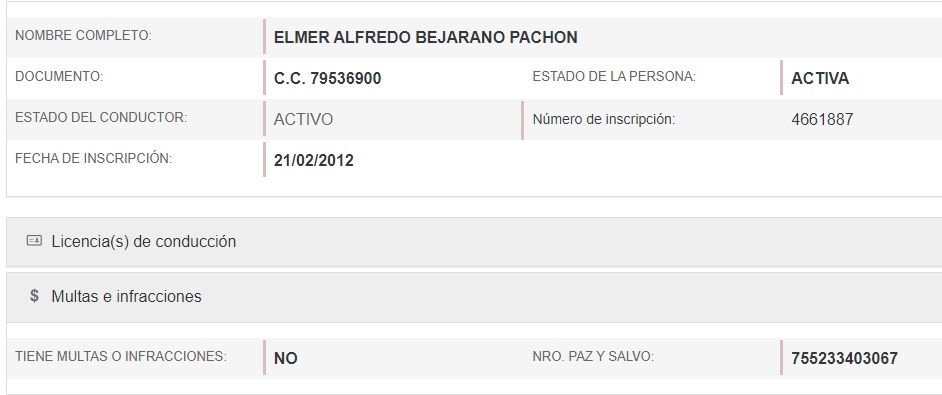 NOMBRE COMPLETO: ELMER ALFREDO BEJARANO PACHON
DOCUMENTO: C.C. 79536900 ESTADO DE LA PERSONA: ACTIVA
ESTADO DEL CONDUCTOR: ACTIVO Número de inscripción: 4661887
FECHA DE INSCRIPCIÓN: 21/02/2012
Licencia(s) de conducción
$ Multas e infracciones
TIENE MULTAS O INFRACCIONES: NO NRO. PAZ Y SALVO: 755233403067